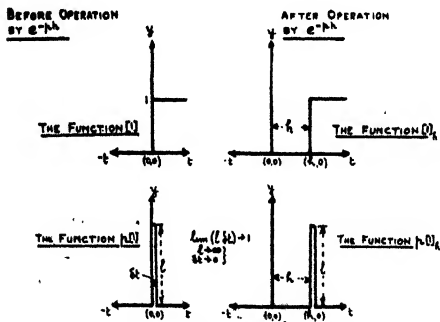 BEFORE OPERATION
BY e^-ph
AFTER OPERATION
BY e^-ph
y
1
THE FUNCTION [1]
-t
(0,0)
t
y
h
THE FUNCTION [1]h
-t
(0,0)
(h,0)
t
y
THE FUNCTION p[1]
δt
l
lim (l δt) → 1
l→∞
δt→0
}
-t
(0,0)
t
y
THE FUNCTION p[1]h
h
l
-t
(0,0)
(h,0)
t